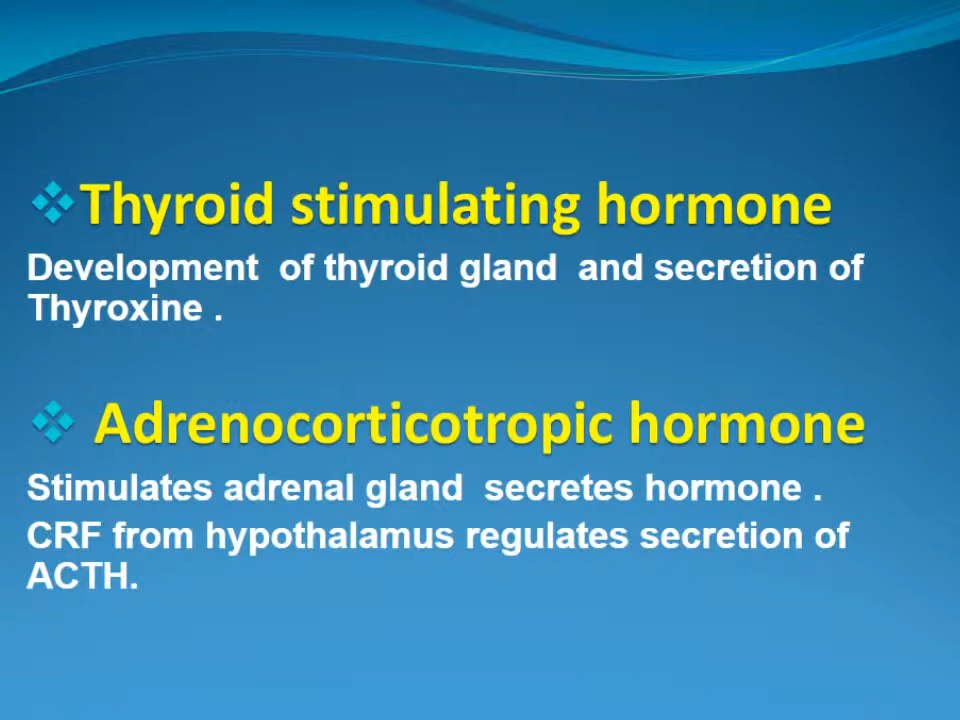 ❖Thyroid stimulating hormone
Development  of thyroid gland  and secretion of
Thyroxine .
❖ Adrenocorticotropic hormone
Stimulates adrenal gland  secretes hormone .
CRF from hypothalamus regulates secretion of
ACTH.